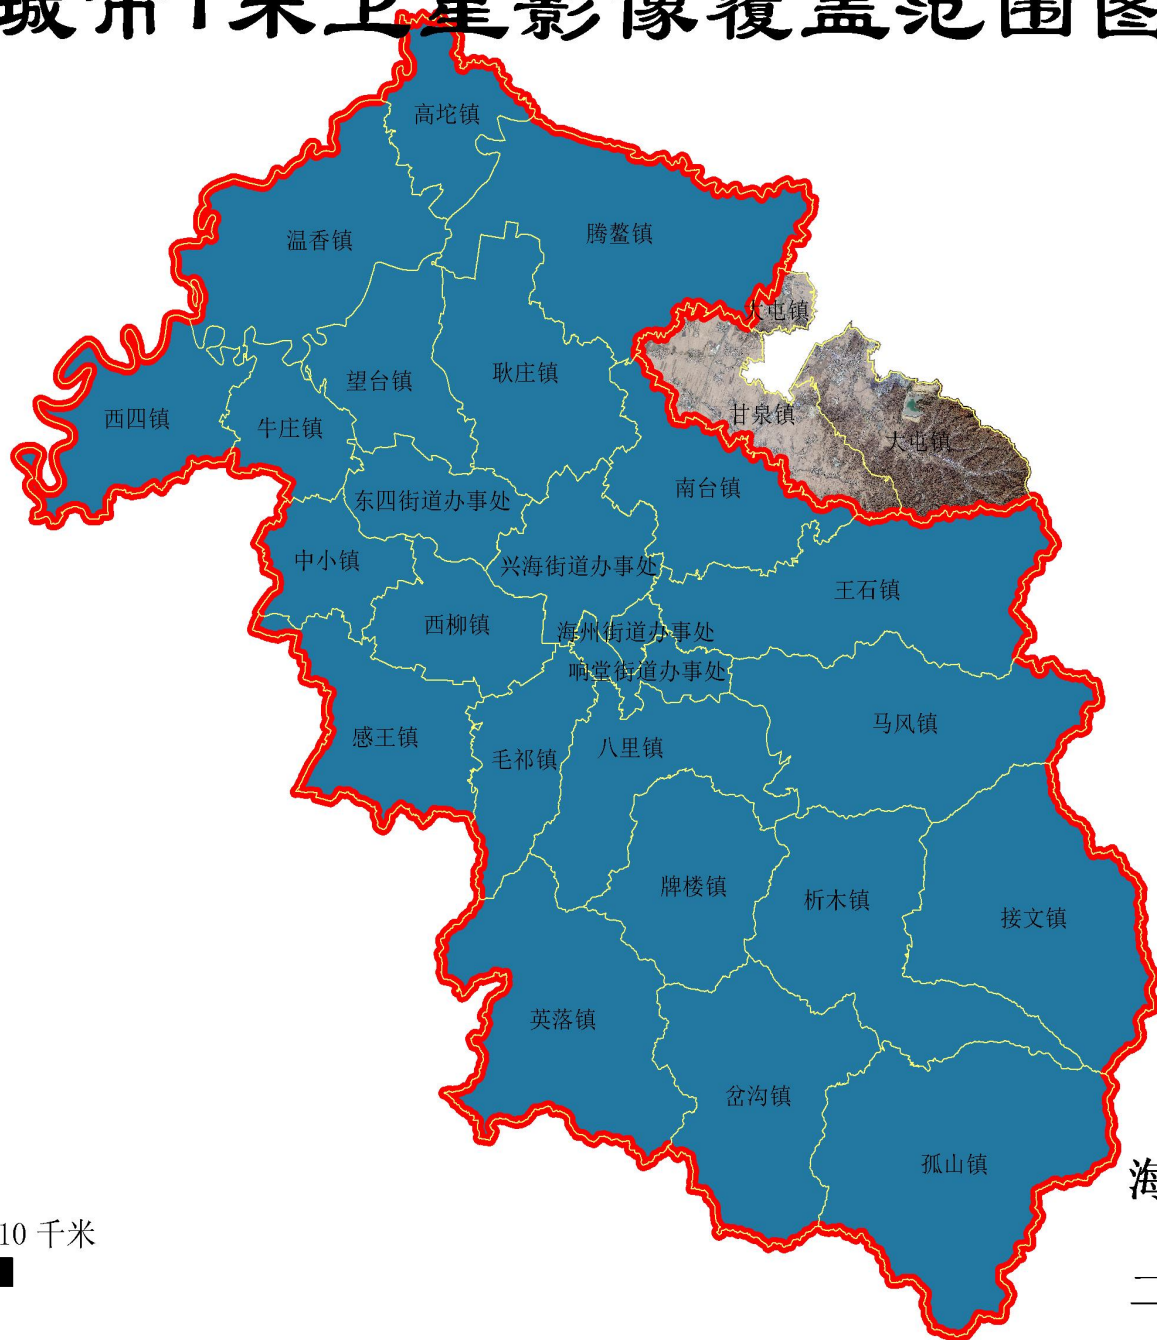 城市1米卫星影像覆盖范围图
高坨镇
腾鳌镇
温香镇
大屯镇
耿庄镇
望台镇
西四镇
牛庄镇
甘泉镇
大屯镇
南台镇
东四街道办事处
中小镇
兴海街道办事处
王石镇
西柳镇
海州街道办事处
响堂街道办事处
马风镇
感王镇
毛祁镇
八里镇
牌楼镇
析木镇
接文镇
英落镇
岔沟镇
孤山镇
海
10 千米
二